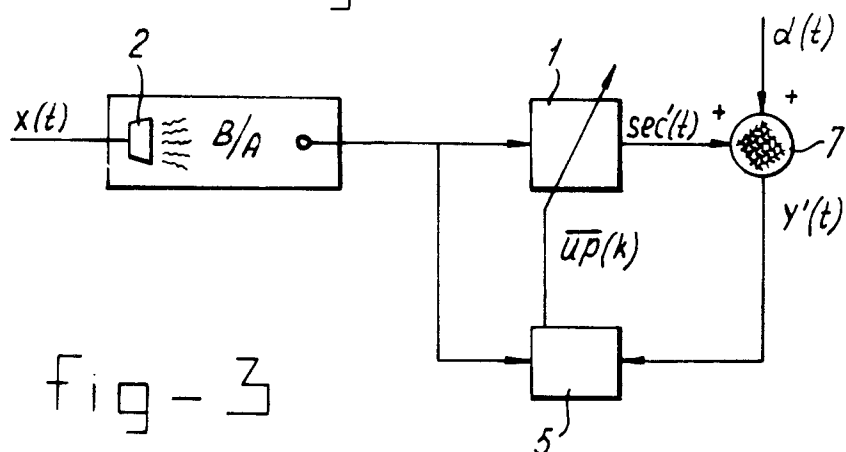 2
1
d(t)
x(t)
B/A
sec'(t)
+
+
7
y'(t)
up(k)
fig-3
5